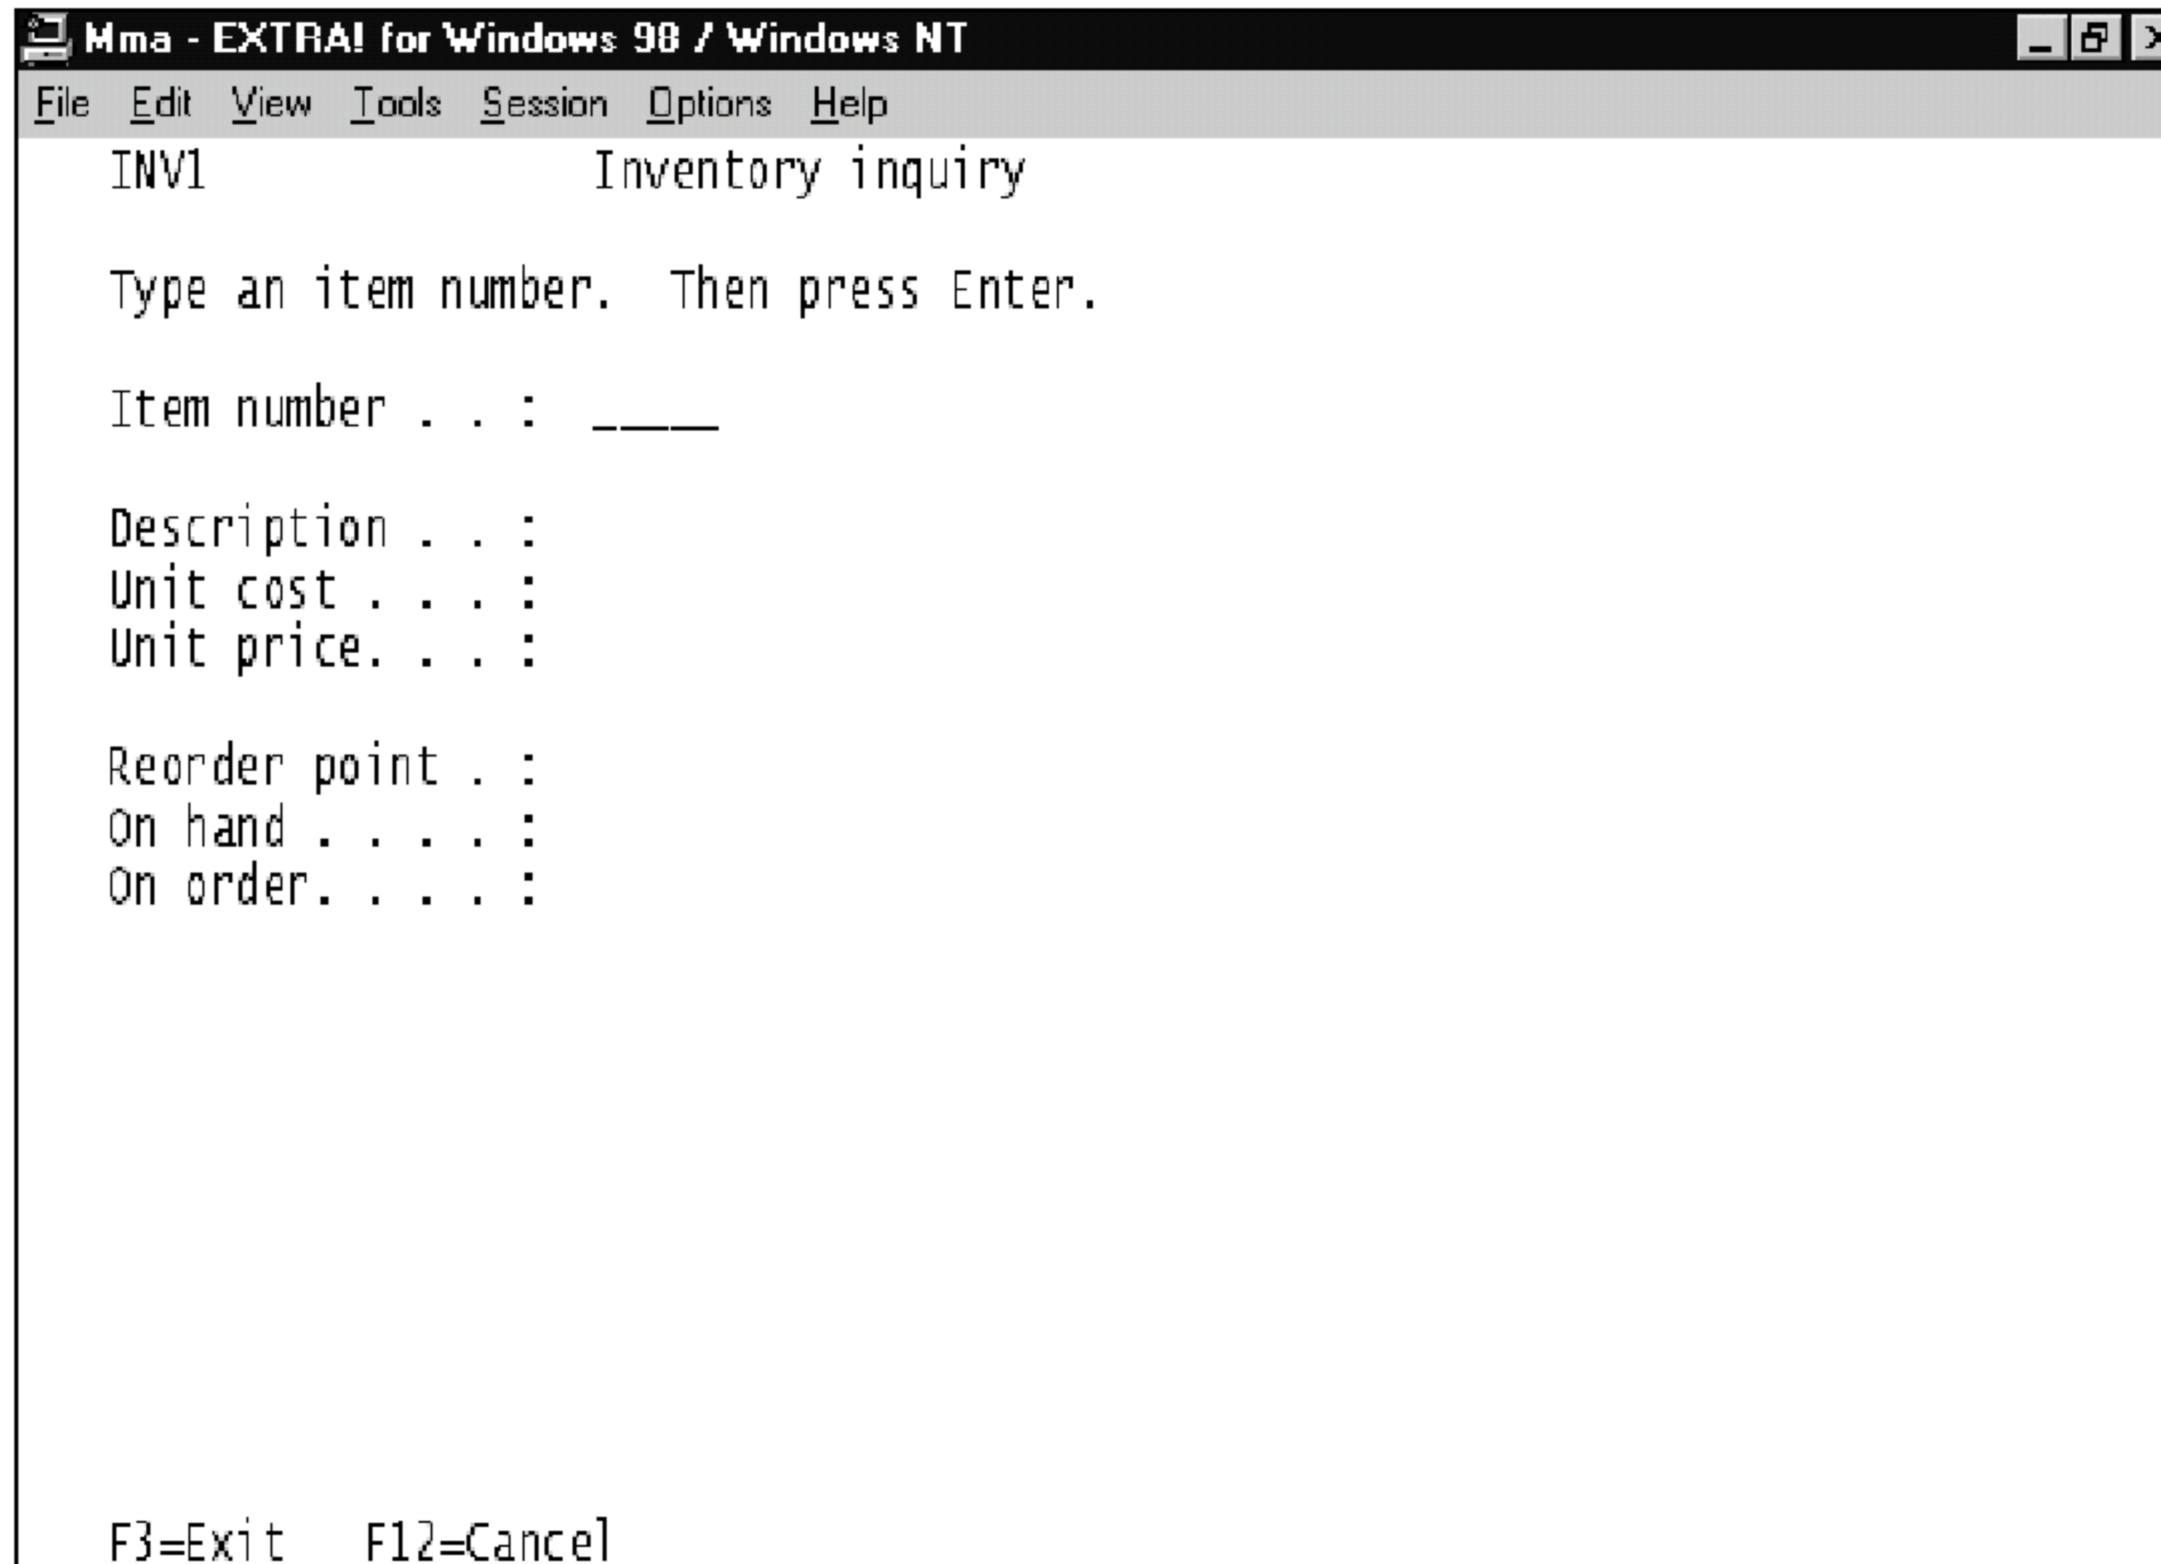 Mma - EXTRA! for Windows 98 / Windows NT
File Edit View Tools Session Options Help
INV1 Inventory inquiry
Type an item number. Then press Enter.
Item number . . : _____
Description . . :
Unit cost . . . :
Unit price. . . :
Reorder point . :
On hand . . . . :
On order. . . . :
F3=Exit F12=Cancel